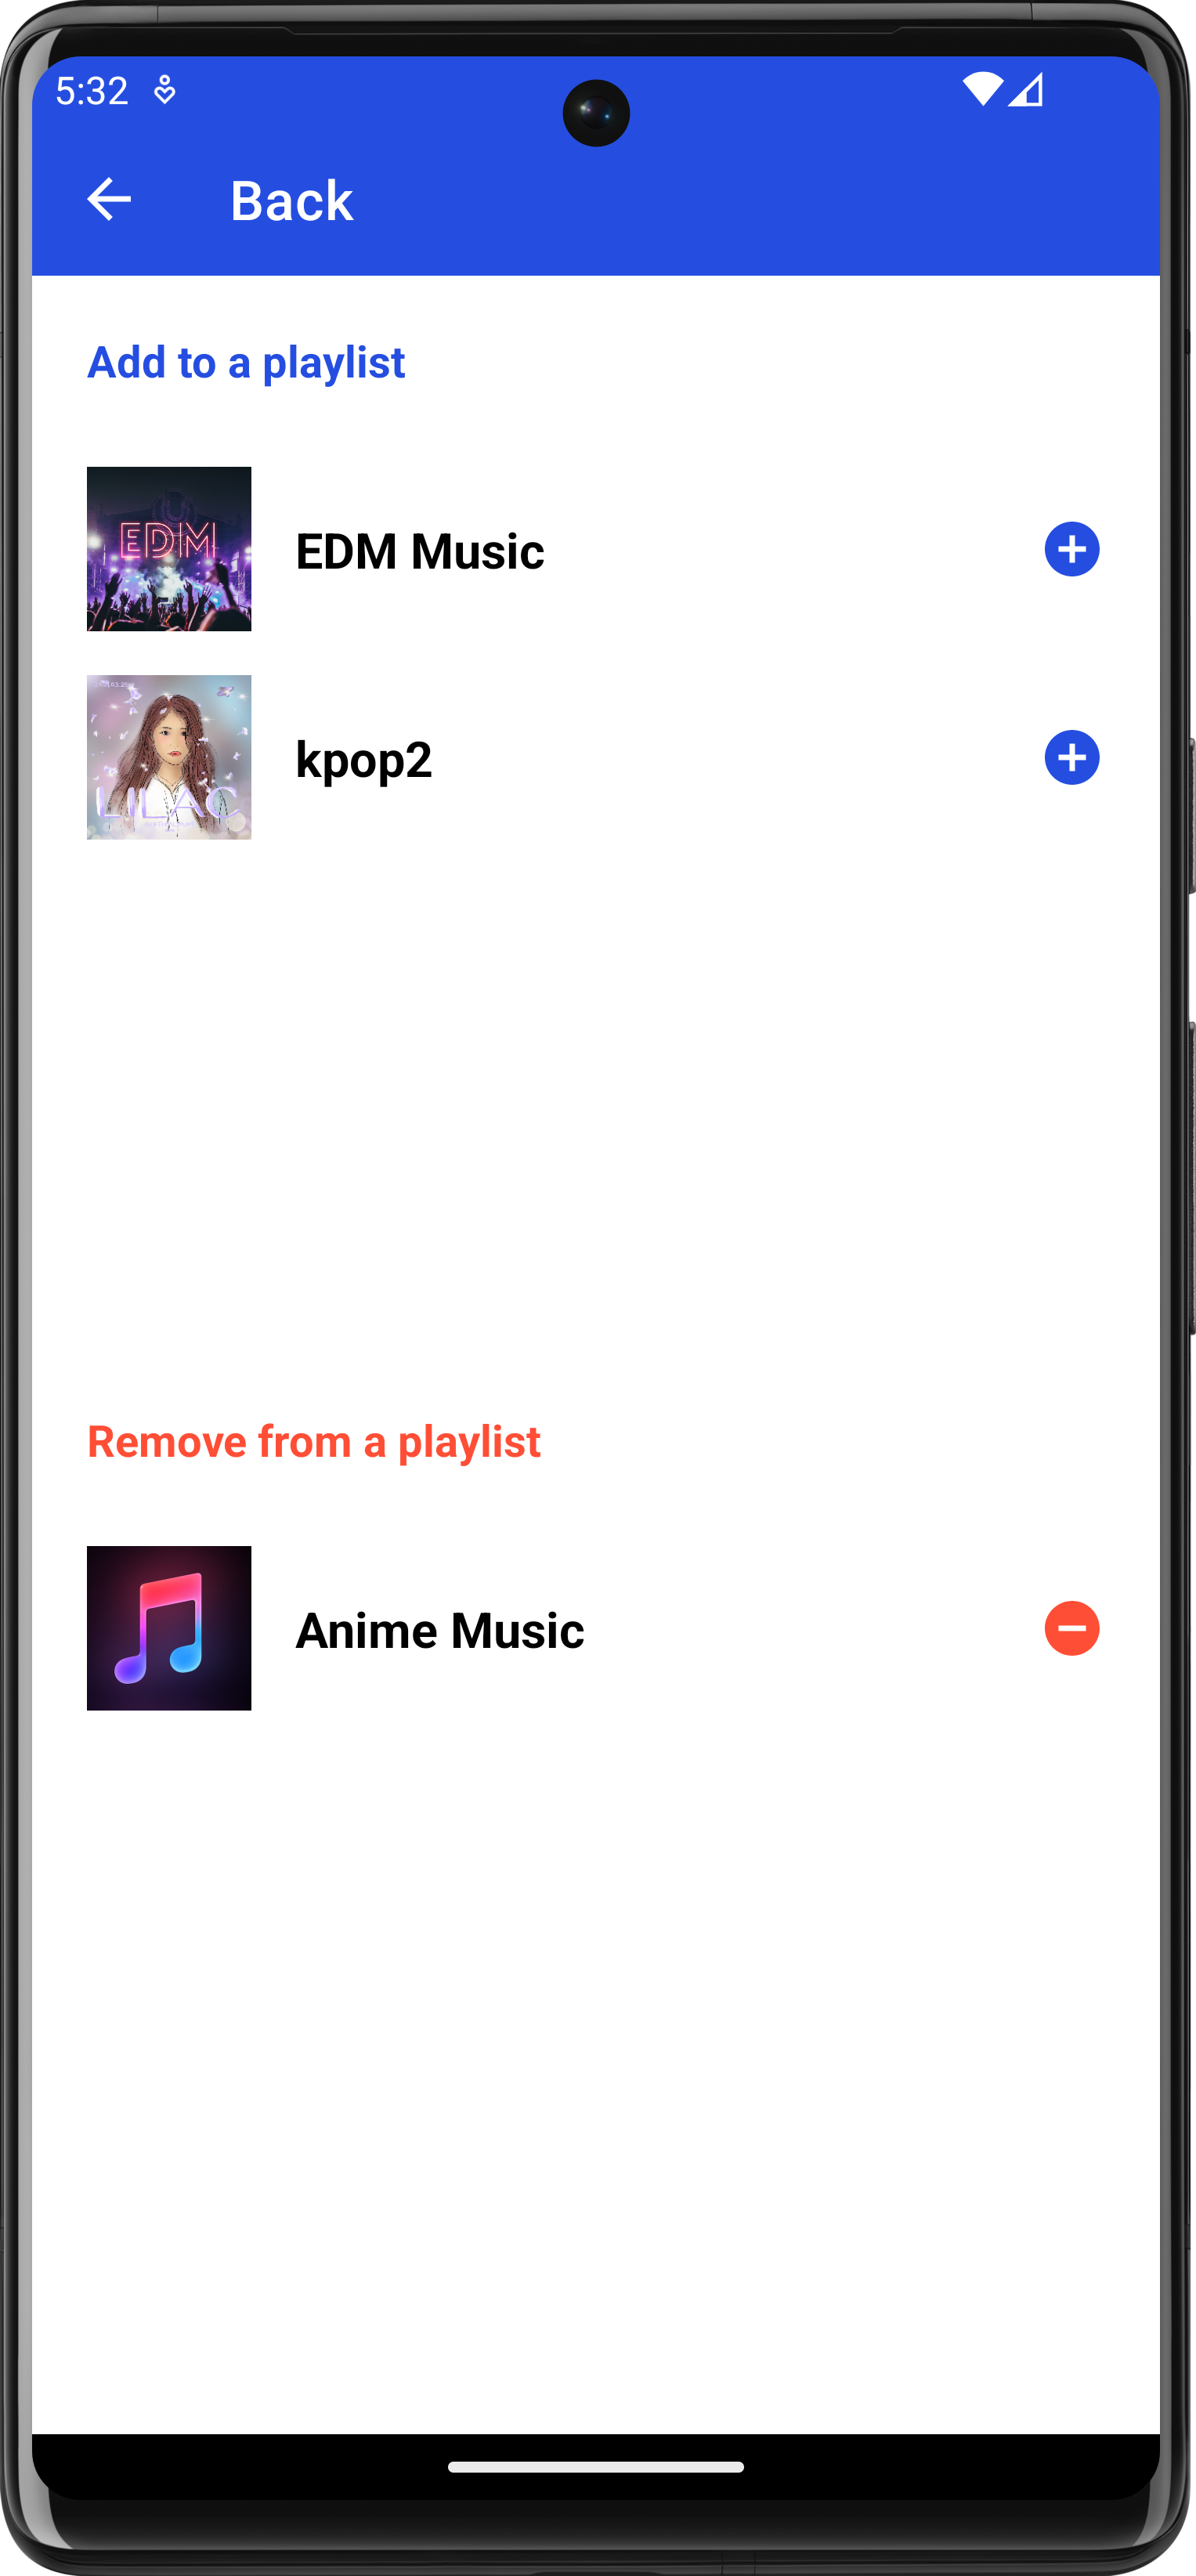 5:32
Back
Add to a playlist
EDM
EDM Music
LILAC
kpop2
Remove from a playlist
Anime Music